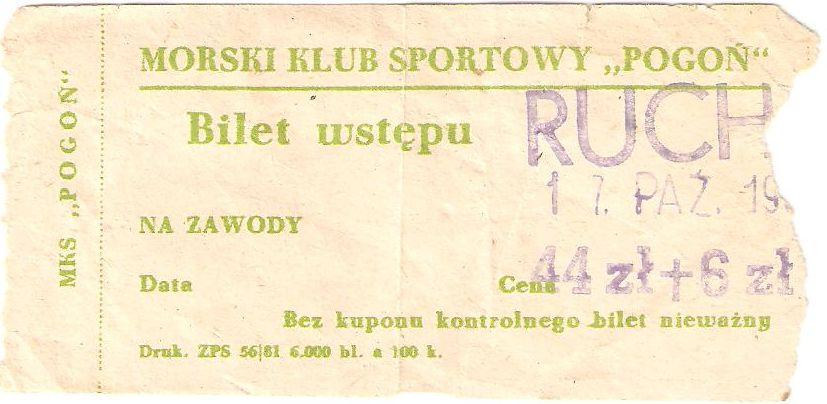 MKS „POGOŃ“
MORSKI KLUB SPORTOWY „POGOŃ“
RUCH
Bilet wstępu
17. PAŹ. 19
NA ZAWODY
44 zł + 6 zł
Data Cena
Bez kuponu kontrolnego bilet nieważny
Druk. ZPS 56|81 6.000 bl. a 100 k.